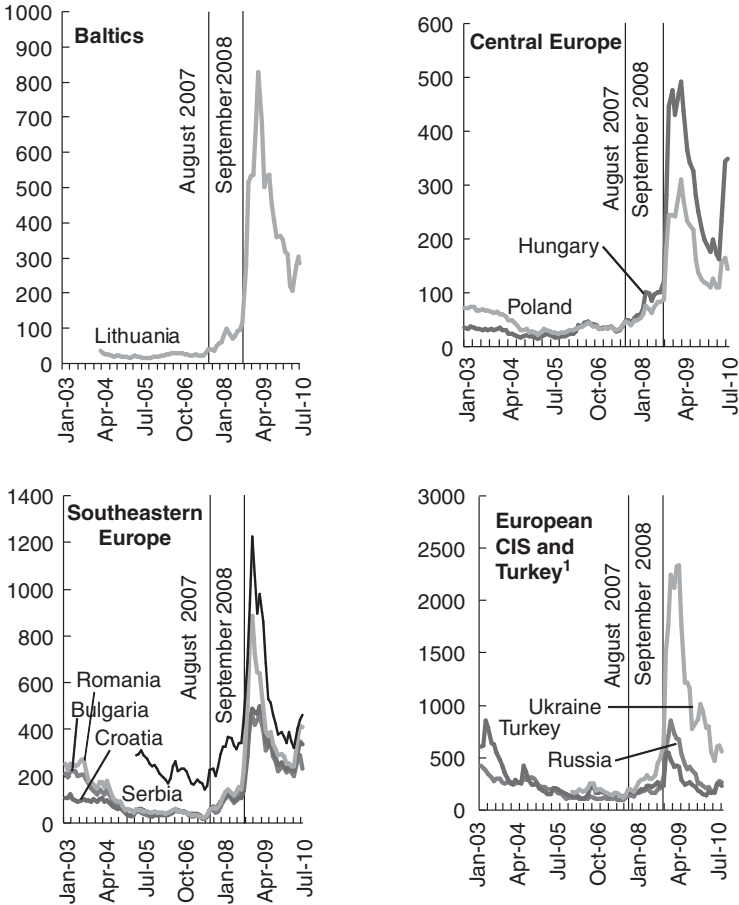 Baltics
1000
900
800
700
600
500
400
300
200
100
0
August 2007
September 2008
Lithuania
Jan-03
Apr-04
Jul-05
Oct-06
Jan-08
Apr-09
Jul-10
Central Europe
600
500
400
300
200
100
0
August 2007
September 2008
Hungary
Poland
Jan-03
Apr-04
Jul-05
Oct-06
Jan-08
Apr-09
Jul-10
Southeastern
Europe
1400
1200
1000
800
600
400
200
0
August 2007
September 2008
Romania
Bulgaria
Croatia
Serbia
Jan-03
Apr-04
Jul-05
Oct-06
Jan-08
Apr-09
Jul-10
European
CIS and
Turkey1
3000
2500
2000
1500
1000
500
0
August 2007
September 2008
Ukraine
Turkey
Russia
Jan-03
Apr-04
Jul-05
Oct-06
Jan-08
Apr-09
Jul-10